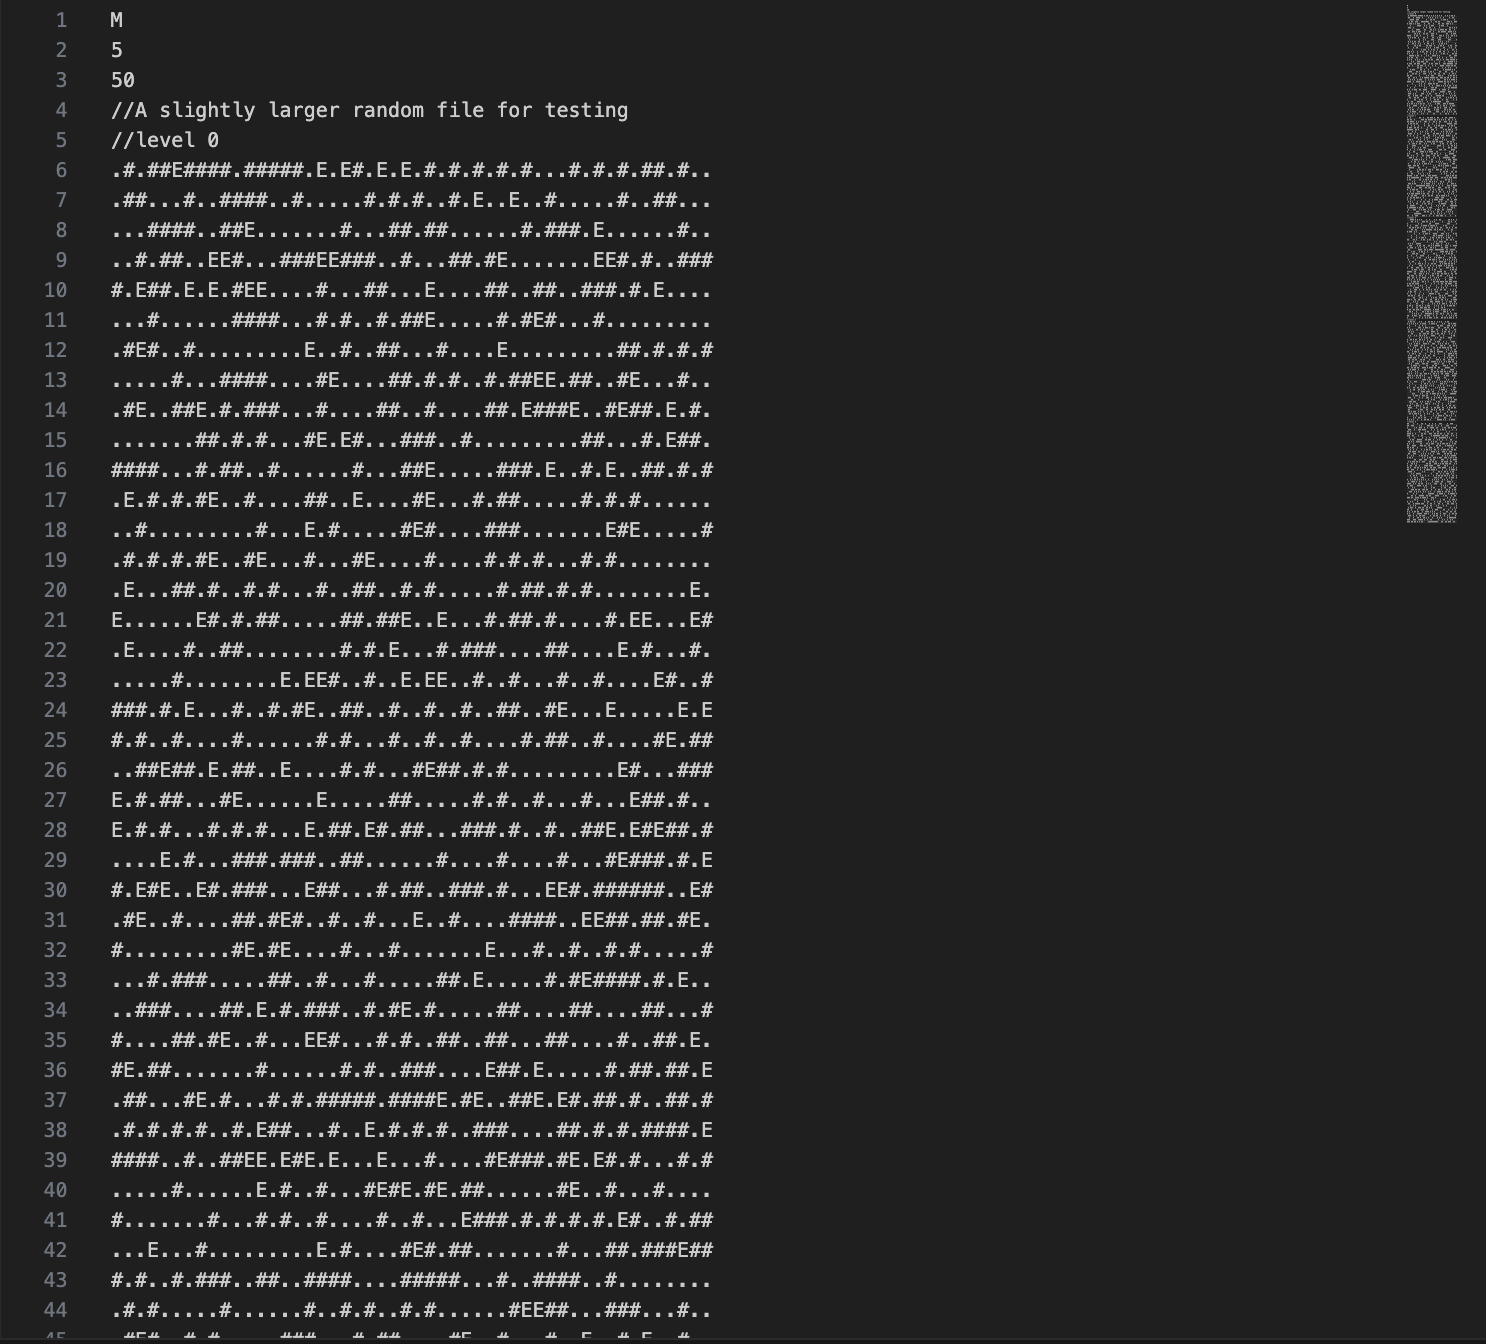 1 M
2 5
3 50
4 //A slightly larger random file for testing
5 //level 0
6 .#.##E####.#####.E.E#.E.E.#.#.#.#.#...#.#.#.##.#..
7 .##...#..####..#.....#.#.#..#.E..E..#.....#..##...
8 ...####..##E.......#...##.##......#.###.E......#..
9 ..#.##..EE#...###EE###..#...##.#E.......EE#.#..###
10 #.E##.E.E.#EE....#...##...E....##..##..###.#.E....
11 ...#......####...#.#..#.##E.....#.#E#...#.........
12 .#E#..#.........E..#..##...#....E.........##.#.#.#
13 .....#...####....#E....##.#.#..#.##EE.##..#E...#..
14 .#E..##E.#.###...#....##..#....##.E###E..#E##.E.#.
15 .......##.#.#...#E.E#...###..#.........##...#.E##.
16 ####...#.##..#......#...##E.....###.E..#.E..##.#.#
17 .E.#.#.#E..#....##..E....#E...#.##.....#.#.#......
18 ..#.........#...E.#.....#E#....###.......E#E.....#
19 .#.#.#.#E..#E...#...#E....#....#.#.#...#.#........
20 .E...##.#..#.#...#..##..#.#.....#.##.#.#........E.
21 E......E#.#.##.....##.##E..E...#.##.#....#.EE...E#
22 .E....#..##........#.#.E...#.###....##....E.#...#.
23 .....#........E.EE#..#..E.EE..#..#...#..#....E#..#
24 ###.#.E...#..#.#E..##..#..#..#..##..#E...E.....E.E
25 #.#..#....#......#.#...#..#..#....#.##..#....#E.##
26 ..##E##.E.##..E....#.#...#E##.#.#.........E#...###
27 E.#.##...#E......E.....##.....#.#..#...#...E##.#..
28 E.#.#...#.#.#...E.##.E#.##...###.#..#..##E.E#E##.#
29 ....E.#...###.###..##......#....#....#...#E###.#.E
30 #.E#E..E#.###...E##...#.##..###.#...EE#.######..E#
31 .#E..#....##.#E#..#..#...E..#....####..EE##.##.#E.
32 #.........#E.#E....#...#.......E...#..#..#.#.....#
33 ...#.###.....##..#...#.....##.E.....#.#E####.#.E..
34 ..###....##.E.#.###..#.#E.#.....##....##....##...#
35 #....##.#E..#...EE#...#.#..##..##...##....#..##.E.
36 #E.##.......#......#.#..###....E##.E.....#.##.##.E
37 .##...#E.#...#.#.#####.####E.#E..##E.E#.##.#..##.#
38 .#.#.#.#..#.E##...#..E.#.#.#..###....##.#.#.####.E
39 ####..#..##EE.E#E.E...E...#....#E###.#E.E#.#...#.#
40 .....#......E.#..#...#E#E.#E.##......#E..#...#....
41 #.......#...#.#..#....#..#...E###.#.#.#.#.E#..#.##
42 ...E...#.........E.#....#E#.##.......#...##.###E##
43 #.#..#.###..##..####....#####...#..####..#........
44 .#.#.....#......#..#.#..#.#......#EE##...###...#..